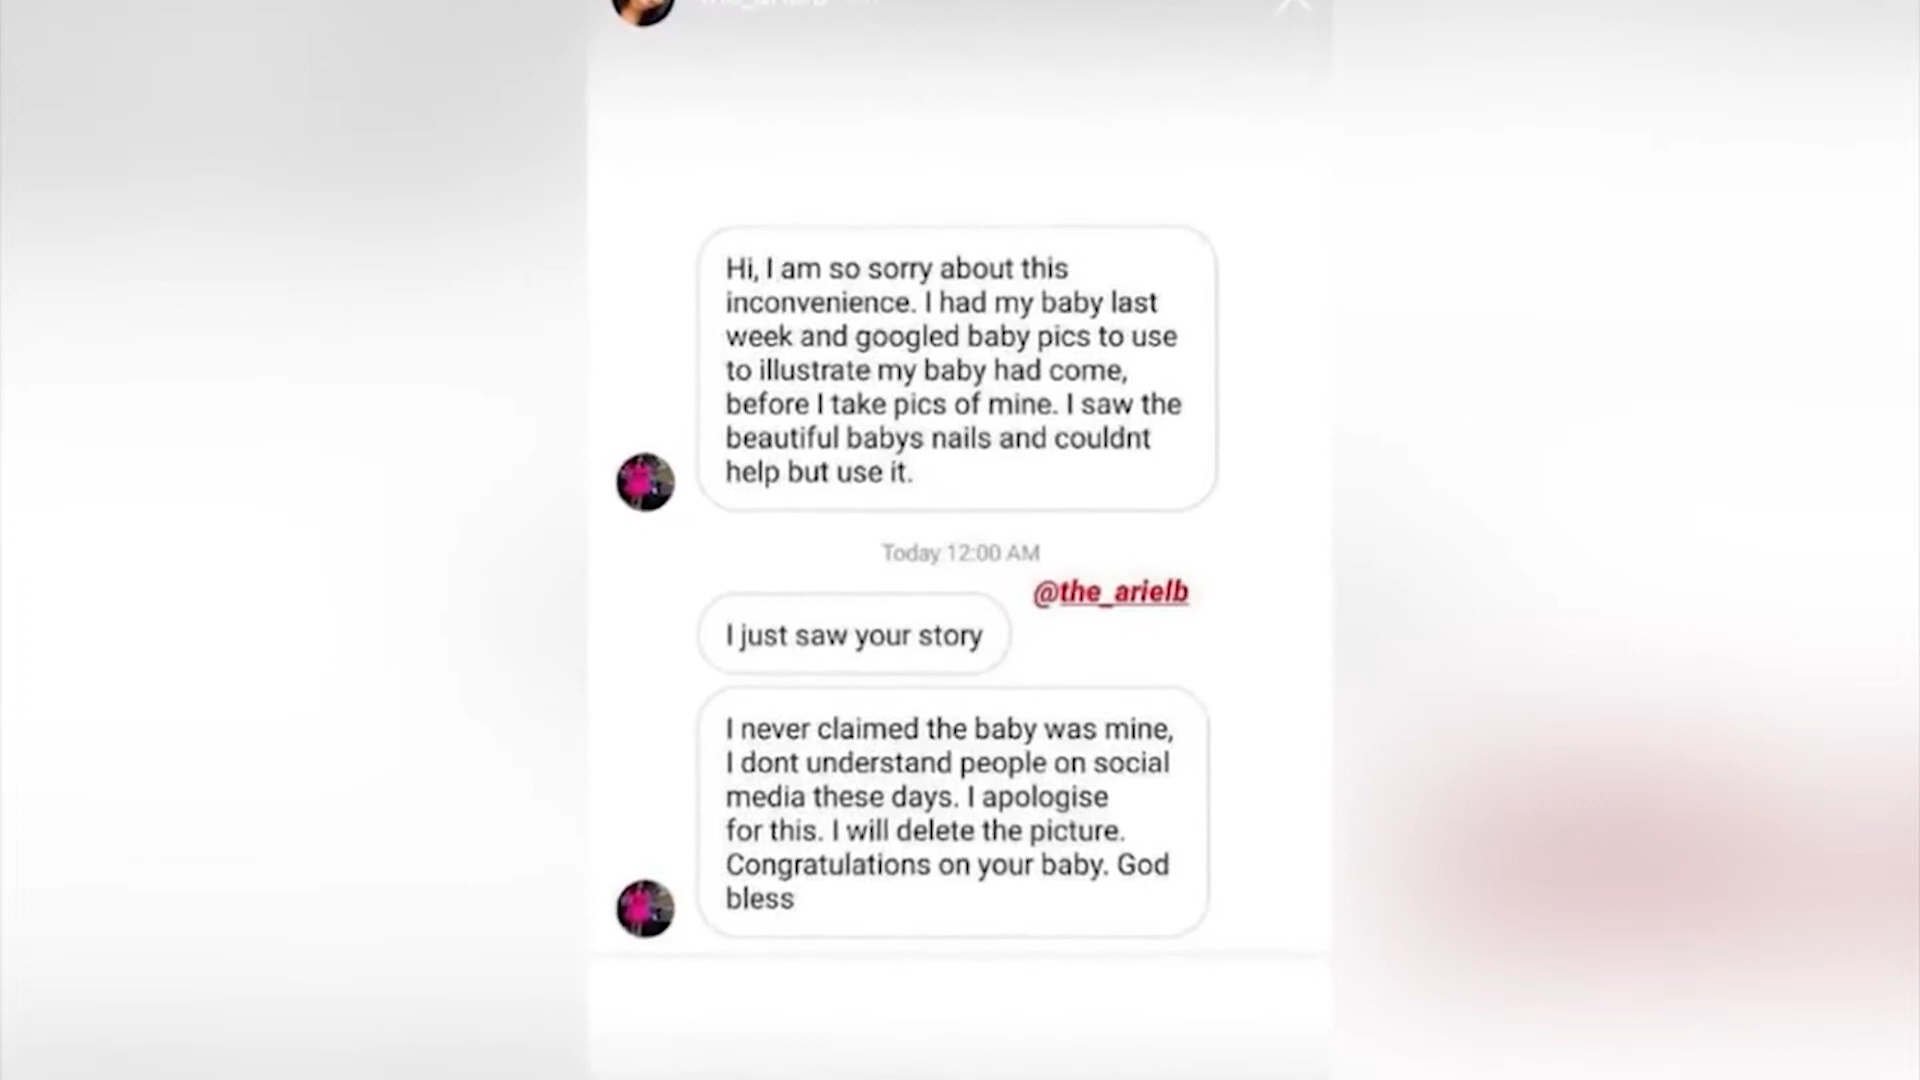 Hi, I am so sorry about this
inconvenience. I had my baby last
week and googled baby pics to use
to illustrate my baby had come,
before I take pics of mine. I saw the
beautiful babys nails and couldnt
help but use it.
Today 12:00 AM
@the_arielb
I just saw your story
I never claimed the baby was mine,
I dont understand people on social
media these days. I apologise
for this. I will delete the picture.
Congratulations on your baby. God
bless